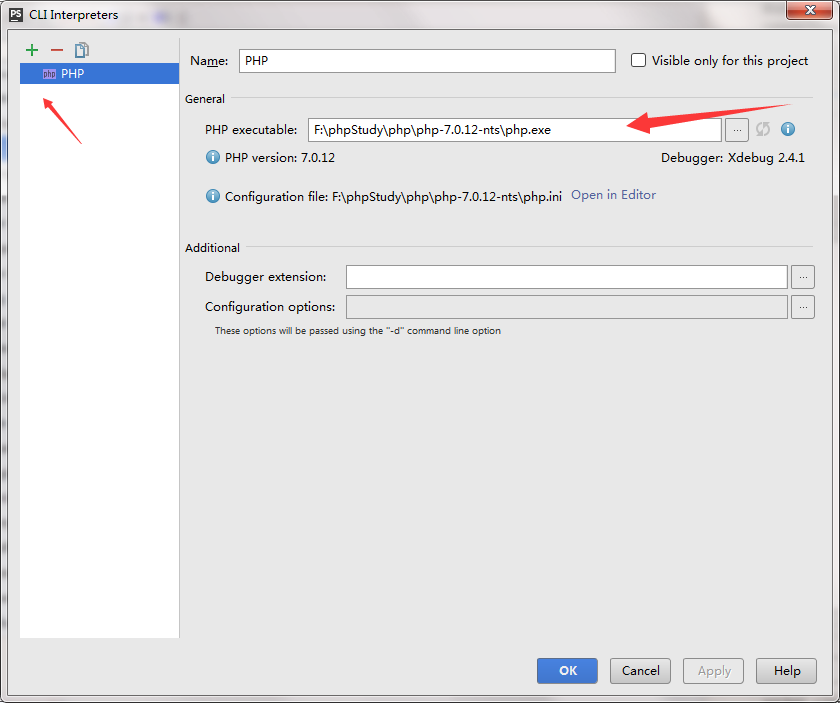 PS CLI Interpreters
php PHP
Name: PHP Visible only for this project
General
PHP executable: F:\phpStudy\php\php-7.0.12-nts\php.exe ...
PHP version: 7.0.12 Debugger: Xdebug 2.4.1
Configuration file: F:\phpStudy\php\php-7.0.12-nts\php.ini Open in Editor
Additional
Debugger extension: ...
Configuration options: ...
These options will be passed using the "-d" command line option
OK Cancel Apply Help